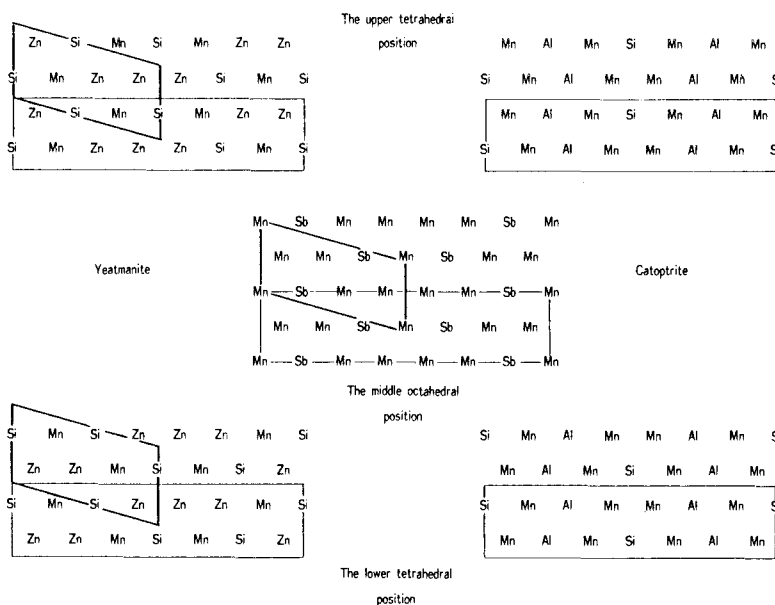 The upper tetrahedral
position
Zn Si Mn Si Mn Zn Zn
Si Mn Zn Zn Zn Si Mn Si
Zn Si Mn Si Mn Zn Zn
Si Mn Zn Zn Zn Si Mn Si
Mn Al Mn Si Mn Al Mn
Si Mn Al Mn Mn Al Mn Si
Mn Al Mn Si Mn Al Mn
Si Mn Al Mn Mn Al Mn Si
Yeatmanite
Mn Sb Mn Mn Mn Mn Sb Mn
Mn Mn Sb Mn Sb Mn Mn
Mn Sb Mn Mn Mn Mn Sb Mn
Mn Mn Sb Mn Sb Mn Mn
Mn Sb Mn Mn Mn Mn Sb Mn
Catoptrite
The middle octahedral
position
Si Mn Si Zn Zn Zn Mn Si
Zn Zn Mn Si Mn Si Zn
Si Mn Si Zn Zn Zn Mn Si
Zn Zn Mn Si Mn Si Zn
Si Mn Al Mn Mn Al Mn Si
Mn Al Mn Si Mn Al Mn
Si Mn Al Mn Mn Al Mn Si
Mn Al Mn Si Mn Al Mn
The lower tetrahedral
position